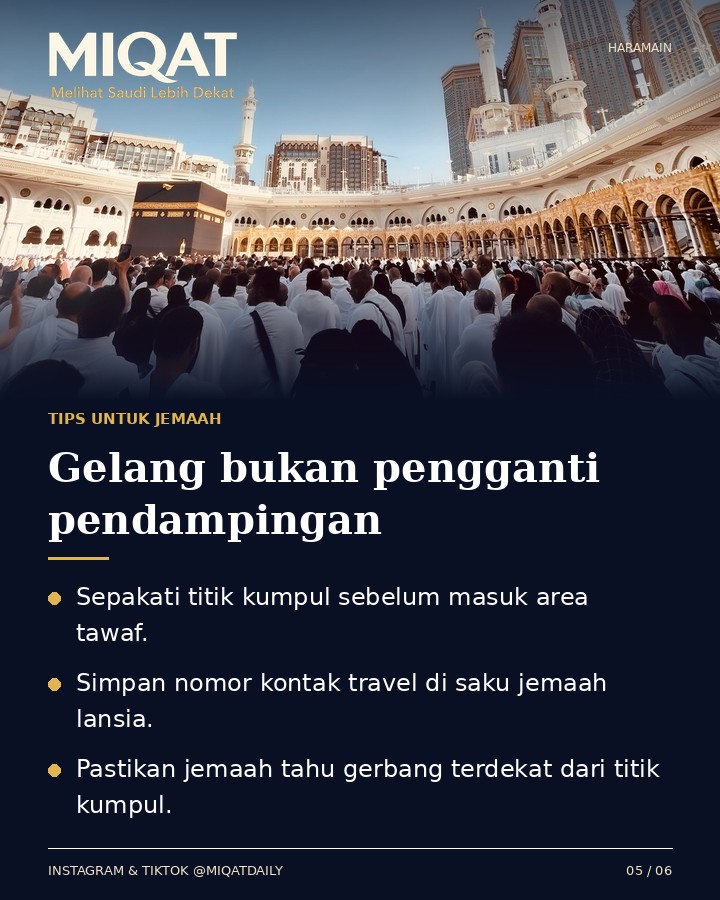 MIQAT
Melihat Saudi Lebih Dekat
HARAMAIN
TIPS UNTUK JEMAAH
Gelang bukan pengganti
pendampingan
Sepakati titik kumpul sebelum masuk area
tawaf.
Simpan nomor kontak travel di saku jemaah
lansia.
Pastikan jemaah tahu gerbang terdekat dari titik
kumpul.
INSTAGRAM & TIKTOK @MIQATDAILY
05 / 06